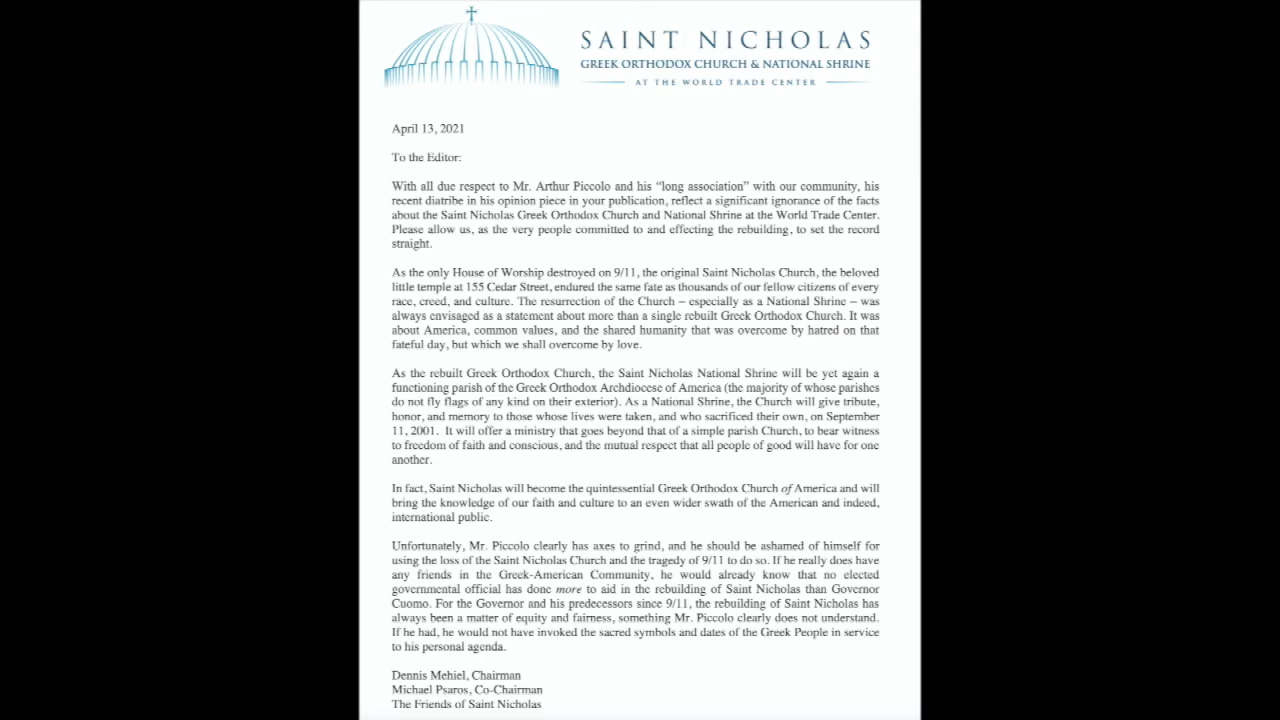 SAINT NICHOLAS
GREEK ORTHODOX CHURCH & NATIONAL SHRINE
AT THE WORLD TRADE CENTER
April 13, 2021
To the Editor:
With all due respect to Mr. Arthur Piccolo and his “long association” with our community, his
recent diatribe in his opinion piece in your publication, reflect a significant ignorance of the facts
about the Saint Nicholas Greek Orthodox Church and National Shrine at the World Trade Center.
Please allow us, as the very people committed to and effecting the rebuilding, to set the record
straight.
As the only House of Worship destroyed on 9/11, the original Saint Nicholas Church, the beloved
little temple at 155 Cedar Street, endured the same fate as thousands of our fellow citizens of every
race, creed, and culture. The resurrection of the Church – especially as a National Shrine – was
always envisaged as a statement about more than a single rebuilt Greek Orthodox Church. It was
about America, common values, and the shared humanity that was overcome by hatred on that
fateful day, but which we shall overcome by love.
As the rebuilt Greek Orthodox Church, the Saint Nicholas National Shrine will be yet again a
functioning parish of the Greek Orthodox Archdiocese of America (the majority of whose parishes
do not fly flags of any kind on their exterior). As a National Shrine, the Church will give tribute,
honor, and memory to those whose lives were taken, and who sacrificed their own, on September
11, 2001. It will offer a ministry that goes beyond that of a simple parish Church, to bear witness
to freedom of faith and conscious, and the mutual respect that all people of good will have for one
another.
In fact, Saint Nicholas will become the quintessential Greek Orthodox Church of America and will
bring the knowledge of our faith and culture to an even wider swath of the American and indeed,
international public.
Unfortunately, Mr. Piccolo clearly has axes to grind, and he should be ashamed of himself for
using the loss of the Saint Nicholas Church and the tragedy of 9/11 to do so. If he really does have
any friends in the Greek-American Community, he would already know that no elected
governmental official has done more to aid in the rebuilding of Saint Nicholas than Governor
Cuomo. For the Governor and his predecessors since 9/11, the rebuilding of Saint Nicholas has
always been a matter of equity and fairness, something Mr. Piccolo clearly does not understand.
If he had, he would not have invoked the sacred symbols and dates of the Greek People in service
to his personal agenda.
Dennis Mehiel, Chairman
Michael Psaros, Co-Chairman
The Friends of Saint Nicholas